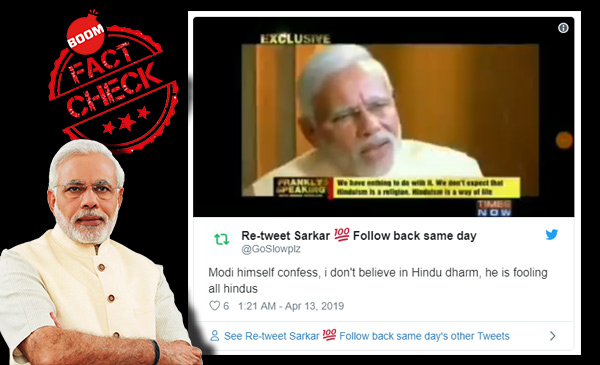 BOOM
FACT
CHECK
EXCLUSIVE
FRANKLY SPEAKING
We have nothing to do with it. We don't expect that
Hinduism is a religion. Hinduism is a way of life
TIMES
NOW
Re-tweet Sarkar 💯 Follow back same day
@GoSlowplz
Modi himself confess, i don't believe in Hindu dharm, he is fooling
all hindus
6 1:21 AM - Apr 13, 2019
See Re-tweet Sarkar 💯 Follow back same day's other Tweets